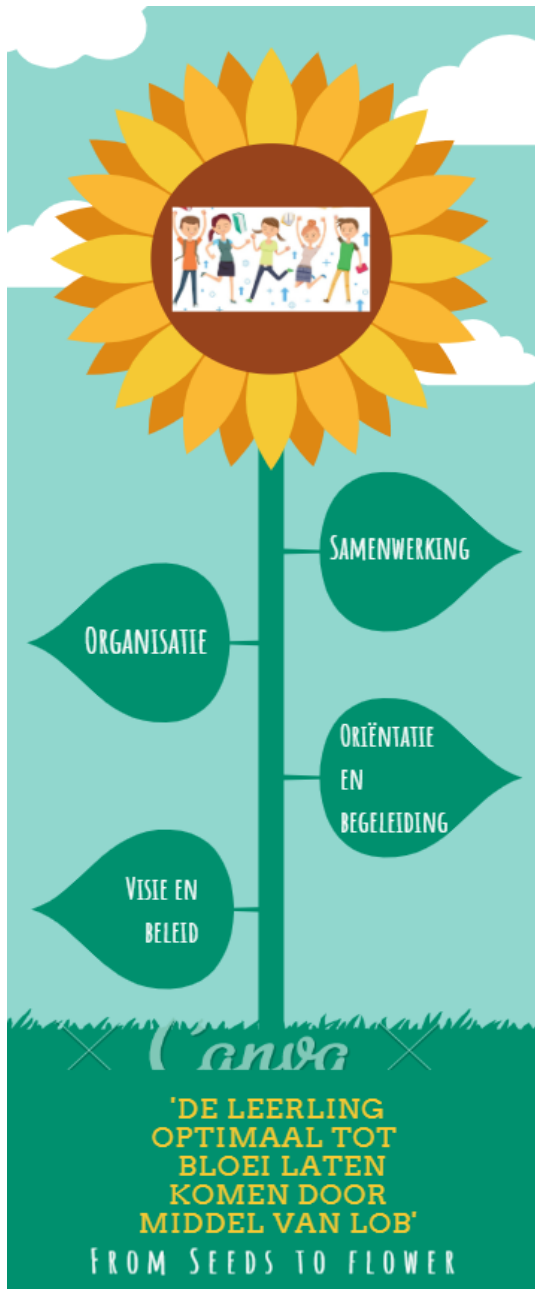 SAMENWERKING
ORGANISATIE
ORIËNTATIE
EN
BEGELEIDING
VISIE EN
BELEID
Canva
'DE LEERLING
OPTIMAAL TOT
BLOEI LATEN
KOMEN DOOR
MIDDEL VAN LOB'
FROM SEEDS TO FLOWER